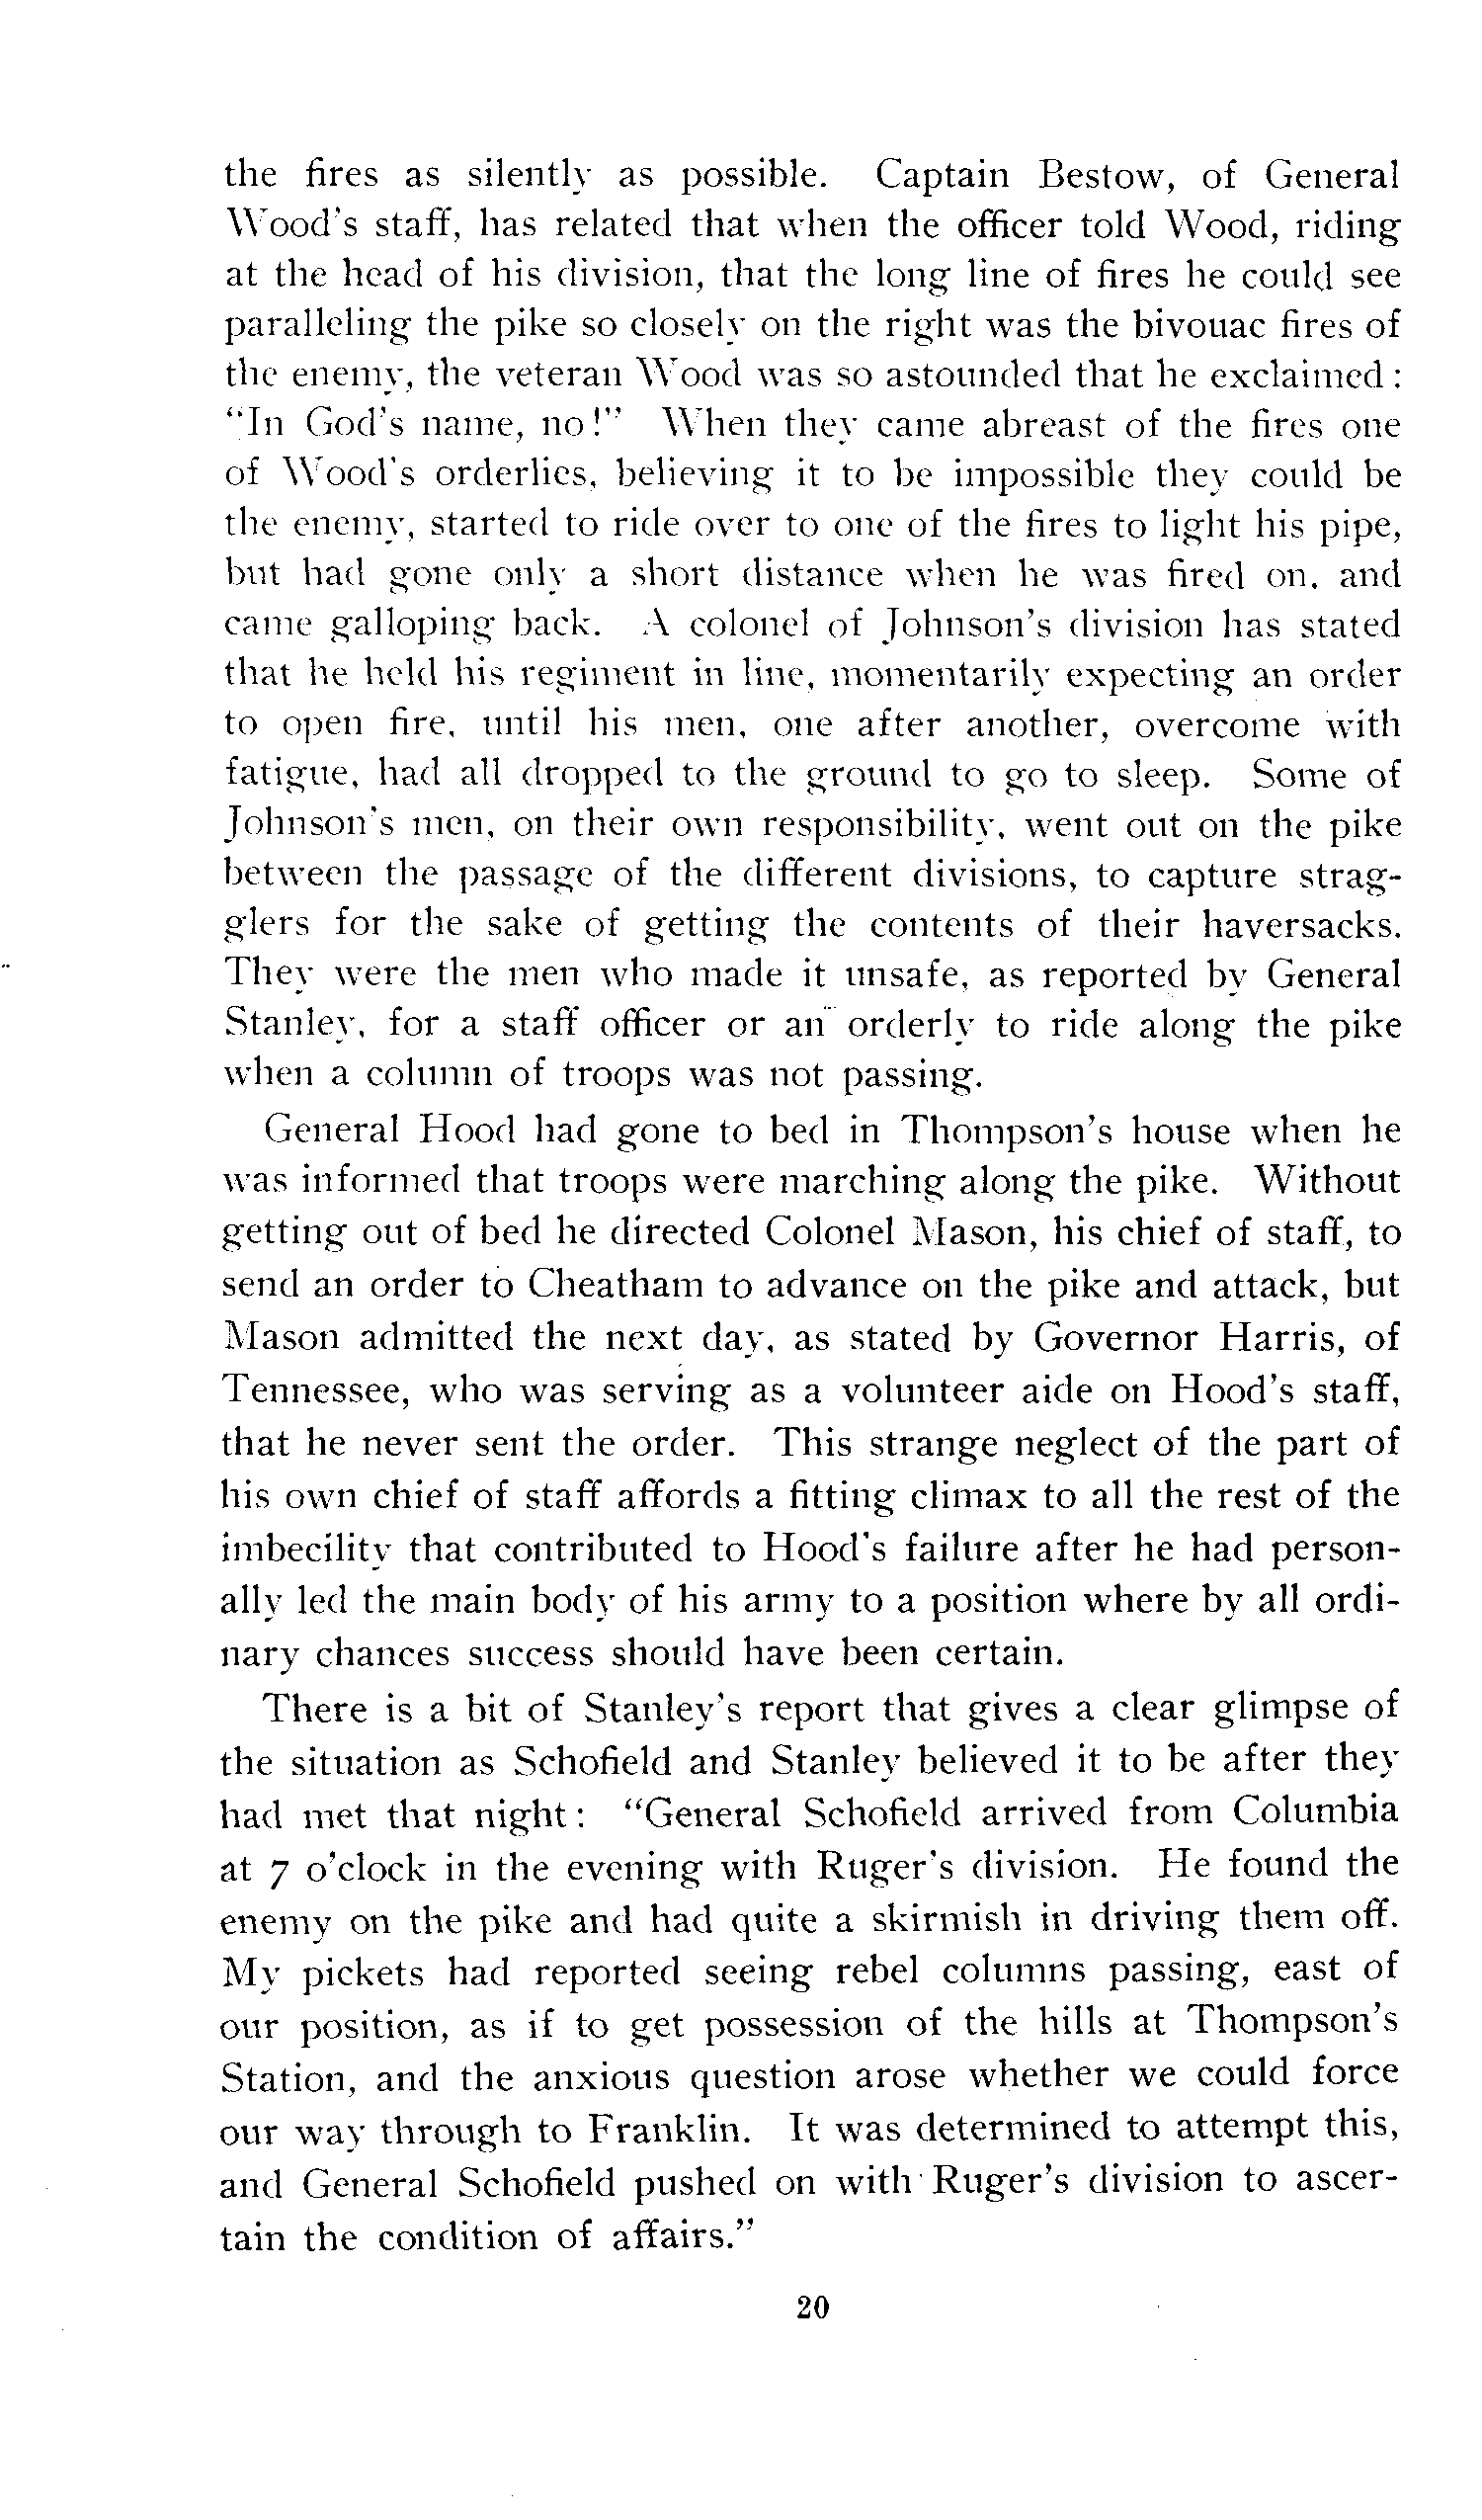 the fires as silently as possible. Captain Bestow, of General
Wood's staff, has related that when the officer told Wood, riding
at the head of his division, that the long line of fires he could see
paralleling the pike so closely on the right was the bivouac fires of
the enemy, the veteran Wood was so astounded that he exclaimed:
"In God's name, no!" When they came abreast of the fires one
of Wood's orderlies, believing it to be impossible they could be
the enemy, started to ride over to one of the fires to light his pipe,
but had gone only a short distance when he was fired on, and
came galloping back. A colonel of Johnson's division has stated
that he held his regiment in line, momentarily expecting an order
to open fire, until his men, one after another, overcome with
fatigue, had all dropped to the ground to go to sleep. Some of
Johnson's men, on their own responsibility, went out on the pike
between the passage of the different divisions, to capture strag-
glers for the sake of getting the contents of their haversacks.
They were the men who made it unsafe, as reported by General
Stanley, for a staff officer or an orderly to ride along the pike
when a column of troops was not passing.
General Hood had gone to bed in Thompson's house when he
was informed that troops were marching along the pike. Without
getting out of bed he directed Colonel Mason, his chief of staff, to
send an order to Cheatham to advance on the pike and attack, but
Mason admitted the next day, as stated by Governor Harris, of
Tennessee, who was serving as a volunteer aide on Hood's staff,
that he never sent the order. This strange neglect of the part of
his own chief of staff affords a fitting climax to all the rest of the
imbecility that contributed to Hood's failure after he had person-
ally led the main body of his army to a position where by all ordi-
nary chances success should have been certain.
There is a bit of Stanley's report that gives a clear glimpse of
the situation as Schofield and Stanley believed it to be after they
had met that night: "General Schofield arrived from Columbia
at 7 o'clock in the evening with Ruger's division. He found the
enemy on the pike and had quite a skirmish in driving them off.
My pickets had reported seeing rebel columns passing, east of
our position, as if to get possession of the hills at Thompson's
Station, and the anxious question arose whether we could force
our way through to Franklin. It was determined to attempt this,
and General Schofield pushed on with Ruger's division to ascer-
tain the condition of affairs."
20